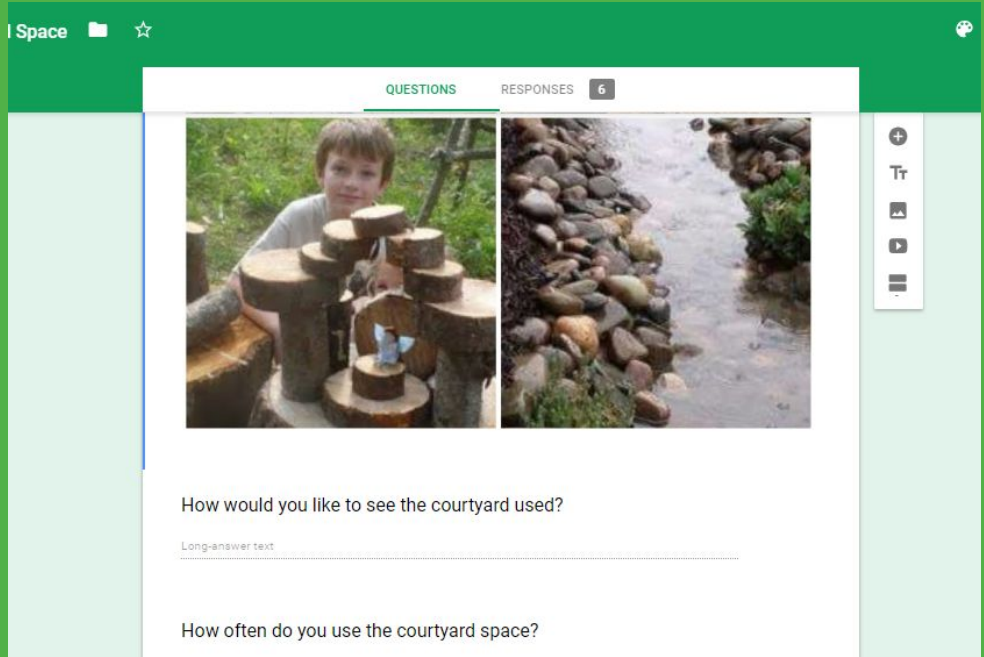 l Space
QUESTIONS RESPONSES 6
Tт
How would you like to see the courtyard used?
Long-answer text
How often do you use the courtyard space?